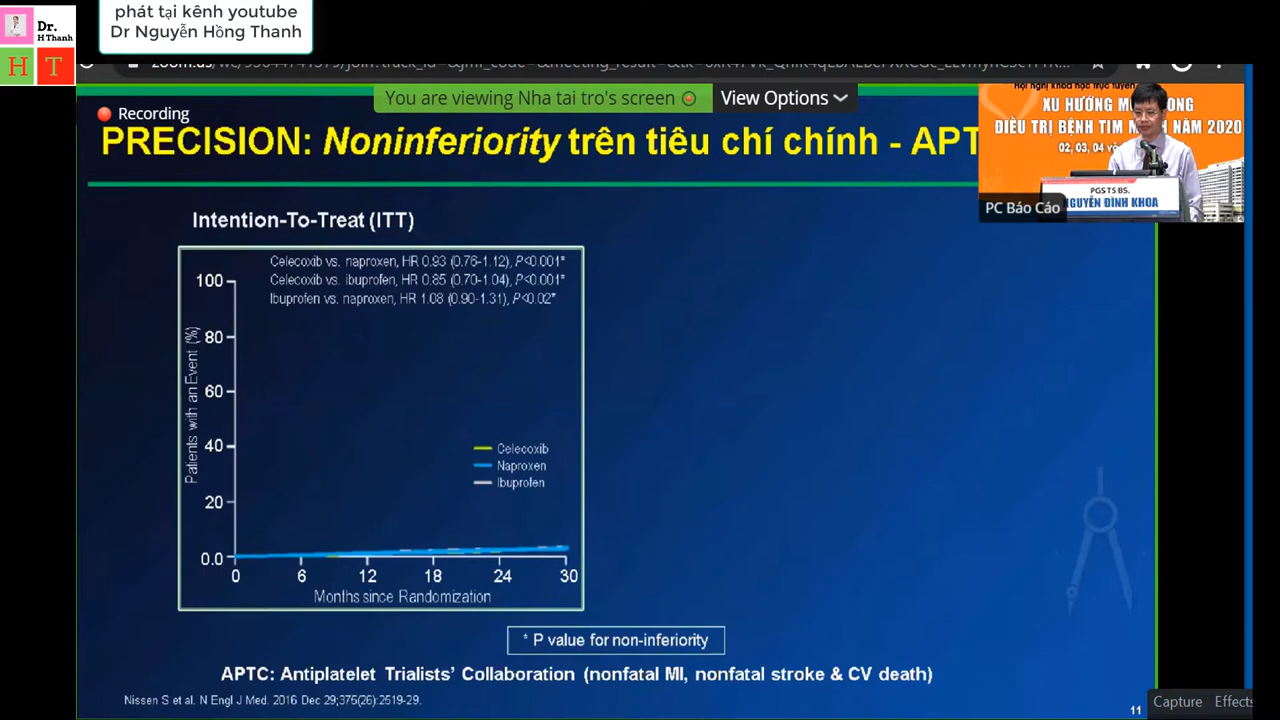 phát tại kênh youtube
Dr Nguyễn Hồng Thanh
Dr.
H Thanh
H T
You are viewing Nha tai tro's screen
View Options
Recording
PRECISION: Noninferiority trên tiêu chí chính - APT
Hội nghị khoa học trực tuyến
XU HƯỚNG M ONG
ĐIỀU TRỊ BỆNH TIM M H NĂM 2020
02, 03, 04 v
PGS TS BS.
NGUYỄN ĐÌNH KHOA
PC Báo Cáo
Intention-To-Treat (ITT)
Celecoxib vs. naproxen, HR 0.93 (0.76-1.12), P<0.001*
Celecoxib vs. ibuprofen, HR 0.85 (0.70-1.04), P<0.001*
Ibuprofen vs. naproxen, HR 1.08 (0.90-1.31), P<0.02*
Patients with an Event (%)
100
80
60
40
20
0.0
Celecoxib
Naproxen
Ibuprofen
0 6 12 18 24 30
Months since Randomization
* P value for non-inferiority
APTC: Antiplatelet Trialists' Collaboration (nonfatal MI, nonfatal stroke & CV death)
Nissen S et al. N Engl J Med. 2016 Dec 29;375(26):2519-29.
11
Capture Effects